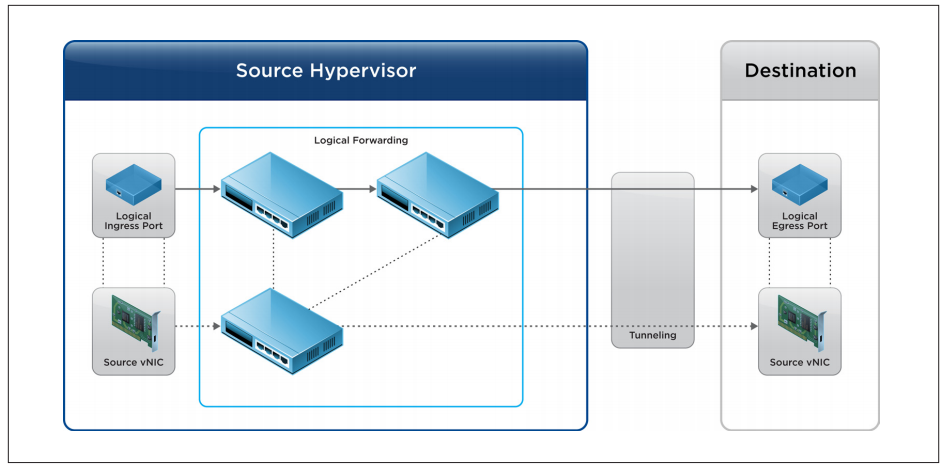 Source Hypervisor
Destination
Logical Forwarding
Logical
Ingress Port
Logical
Egress Port
Tunneling
Source vNIC
Source vNIC